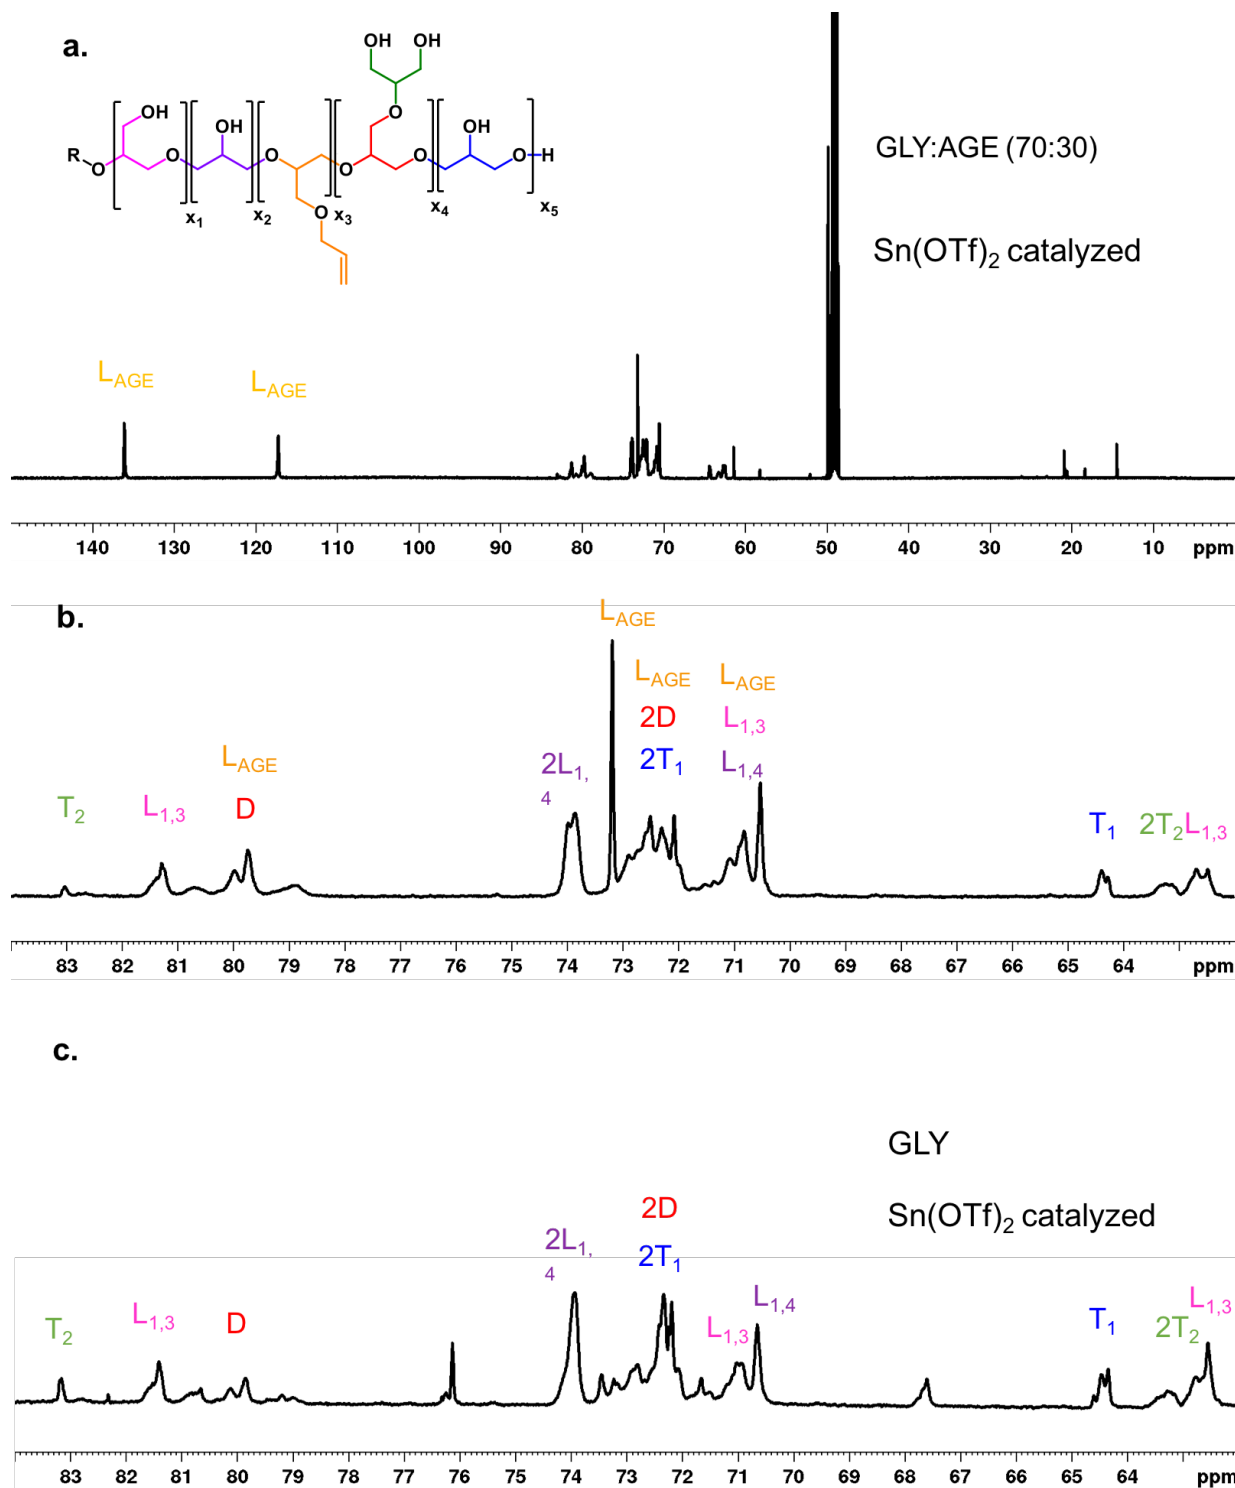 a.
OH OH
OH
O
OH
OH
R
O
O
O
O
O
O
H
O
x1
x2
x3
x4
x5
GLY:AGE (70:30)
Sn(OTf)2 catalyzed
LAGE
LAGE
140 130 120 110 100 90 80 70 60 50 40 30 20 10 ppm
b.
LAGE
LAGE LAGE
2D L1,3
2T1 L1,4
LAGE
2L1,
4
T2 L1,3 D
T1 2T2 L1,3
83 82 81 80 79 78 77 76 75 74 73 72 71 70 69 68 67 66 65 64 ppm
c.
GLY
Sn(OTf)2 catalyzed
2D
2L1,
4
2T1
L1,4
L1,3
T2 L1,3 D
L1,3
T1 2T2
83 82 81 80 79 78 77 76 75 74 73 72 71 70 69 68 67 66 65 64 ppm